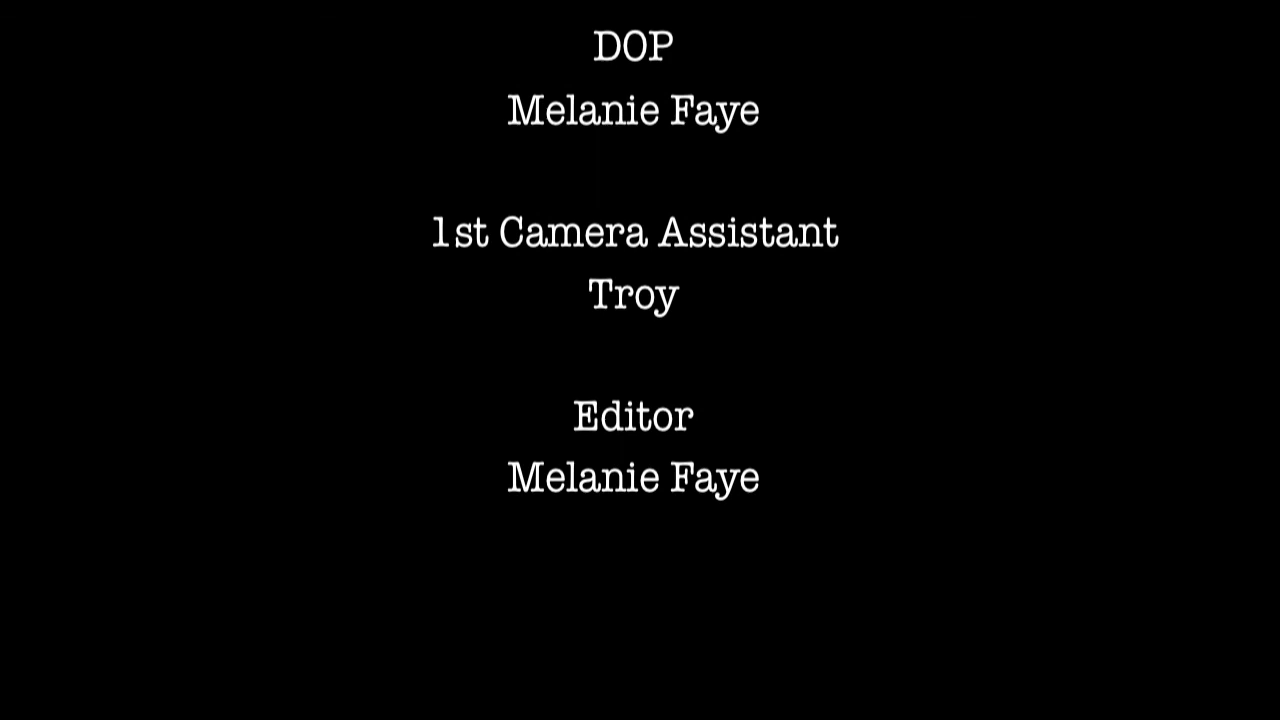 DOP
Melanie Faye
1st Camera Assistant
Troy
Editor
Melanie Faye